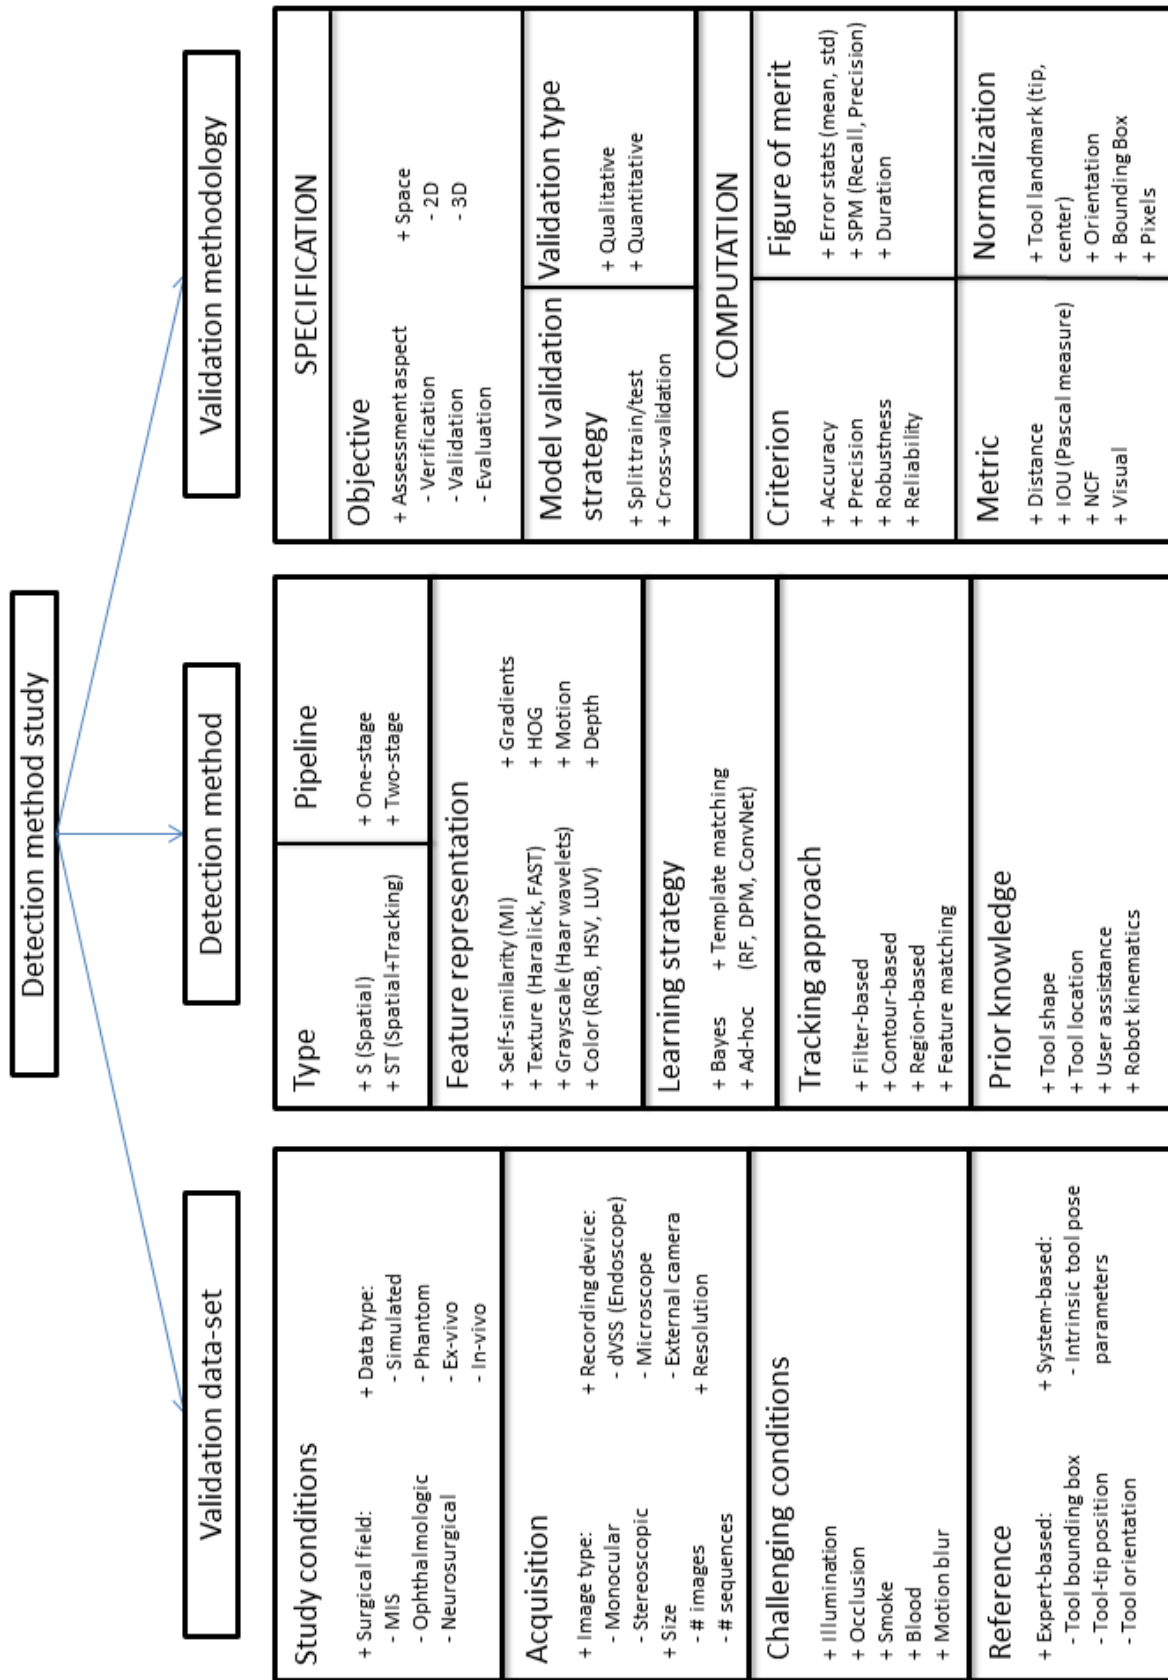 Detection method study
Validation data-set
Detection method
Validation methodology
Study conditions
+ Surgical field:
- MIS
- Ophthalmologic
- Neurosurgical
+ Data type:
- Simulated
- Phantom
- Ex-vivo
- In-vivo
Acquisition
+ Image type:
- Monocular
- Stereoscopic
+ Size
- # images
- # sequences
+ Recording device:
- dVSS (Endoscope)
- Microscope
- External camera
+ Resolution
Challenging conditions
+ Illumination
+ Occlusion
+ Smoke
+ Blood
+ Motion blur
Reference
+ Expert-based:
- Tool bounding box
- Tool-tip position
- Tool orientation
+ System-based:
- Intrinsic tool pose
parameters
Type
+ S (Spatial)
+ ST (Spatial+Tracking)
Pipeline
+ One-stage
+ Two-stage
Feature representation
+ Self-similarity (MI)
+ Texture (Haralick, FAST)
+ Grayscale (Haar wavelets)
+ Color (RGB, HSV, LUV)
+ Gradients
+ HOG
+ Motion
+ Depth
Learning strategy
+ Bayes
+ Ad-hoc
+ Template matching
(RF, DPM, ConvNet)
Tracking approach
+ Filter-based
+ Contour-based
+ Region-based
+ Feature matching
Prior knowledge
+ Tool shape
+ Tool location
+ User assistance
+ Robot kinematics
SPECIFICATION
Objective
+ Assessment aspect
- Verification
- Validation
- Evaluation
+ Space
- 2D
- 3D
Model validation
strategy
+ Split train/test
+ Cross-validation
Validation type
+ Qualitative
+ Quantitative
COMPUTATION
Criterion
+ Accuracy
+ Precision
+ Robustness
+ Reliability
Figure of merit
+ Error stats (mean, std)
+ SPM (Recall, Precision)
+ Duration
Metric
+ Distance
+ IOU (Pascal measure)
+ NCF
+ Visual
Normalization
+ Tool landmark (tip,
center)
+ Orientation
+ Bounding Box
+ Pixels